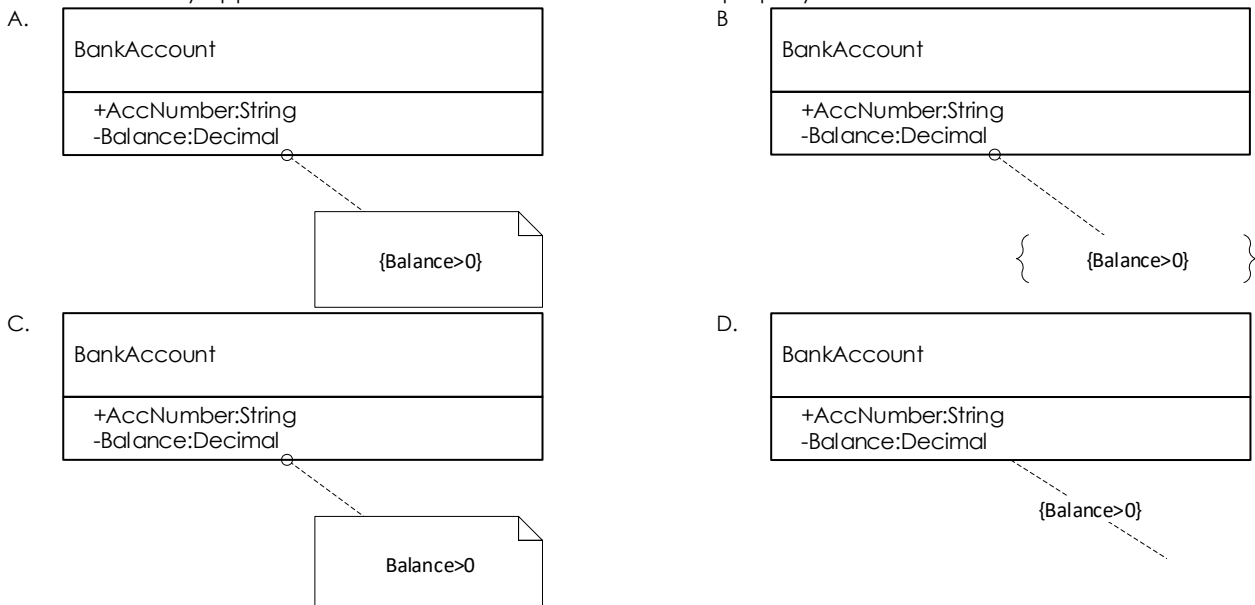 A.
BankAccount
+AccNumber:String
-Balance:Decimal
{Balance>0}
B
BankAccount
+AccNumber:String
-Balance:Decimal
{Balance>0}
C.
BankAccount
+AccNumber:String
-Balance:Decimal
Balance>0
D.
BankAccount
+AccNumber:String
-Balance:Decimal
{Balance>0}